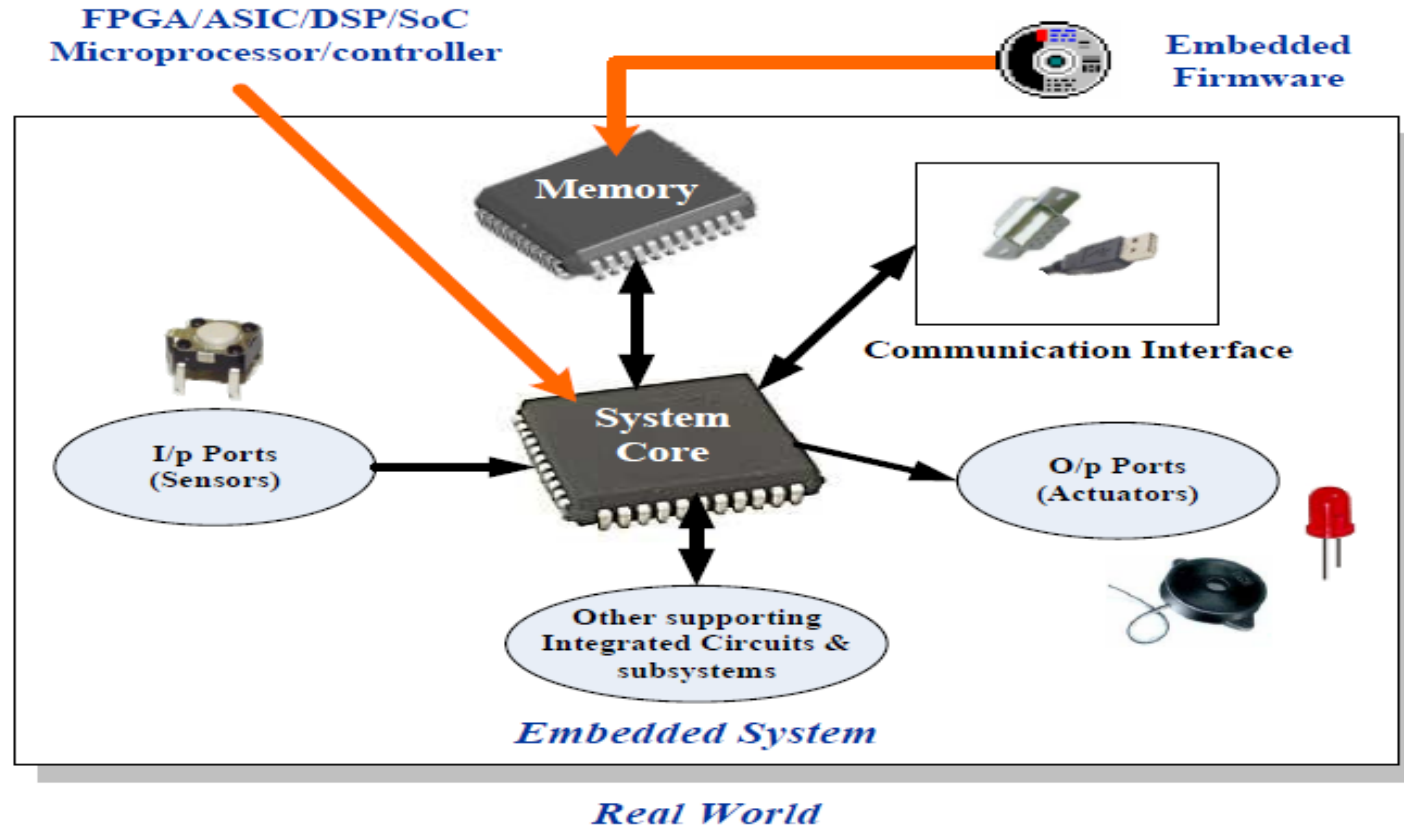 FPGA/ASIC/DSP/SoC
Microprocessor/controller
Embedded
Firmware
Memory
Communication Interface
System
Core
I/p Ports
(Sensors)
O/p Ports
(Actuators)
Other supporting
Integrated Circuits &
subsystems
Embedded System
Real World